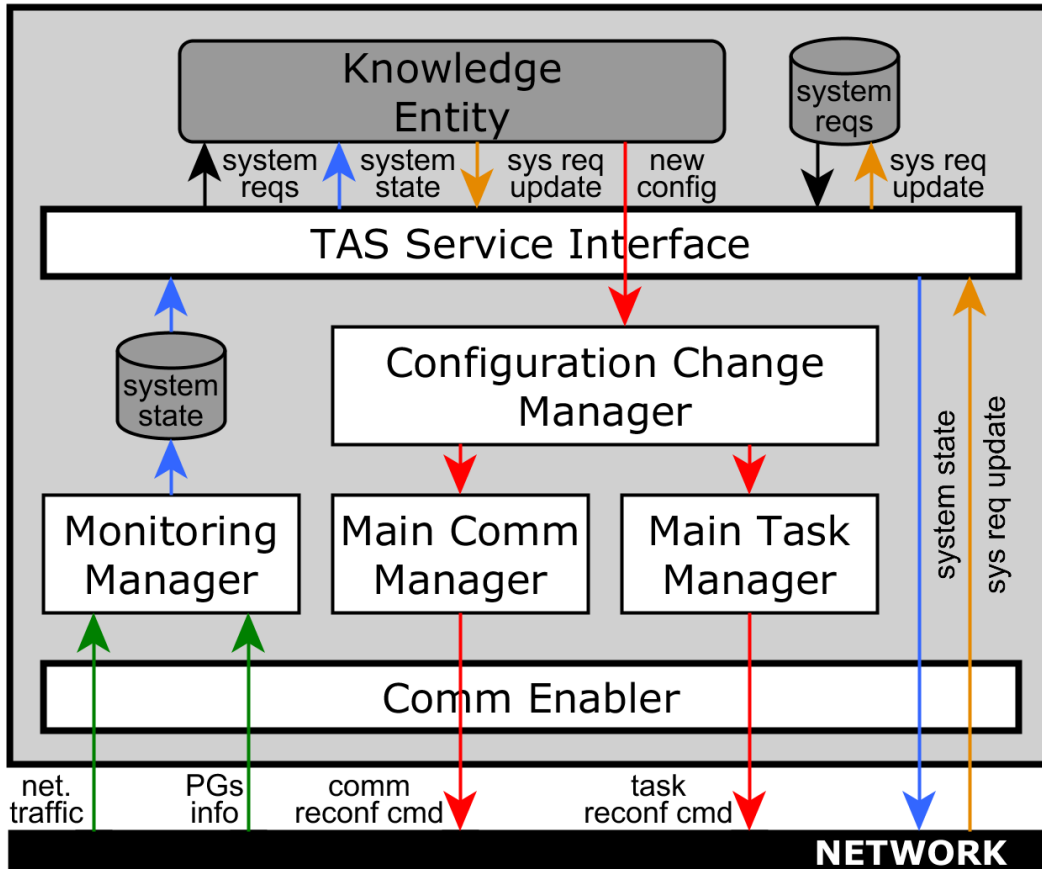 Knowledge
Entity
system
reqs
system
reqs
system
state
sys req
update
new
config
sys req
update
TAS Service Interface
system
state
Configuration Change
Manager
Monitoring
Manager
Main Comm
Manager
Main Task
Manager
system state
sys req update
Comm Enabler
net.
traffic
PGs
info
comm
reconf cmd
task
reconf cmd
NETWORK